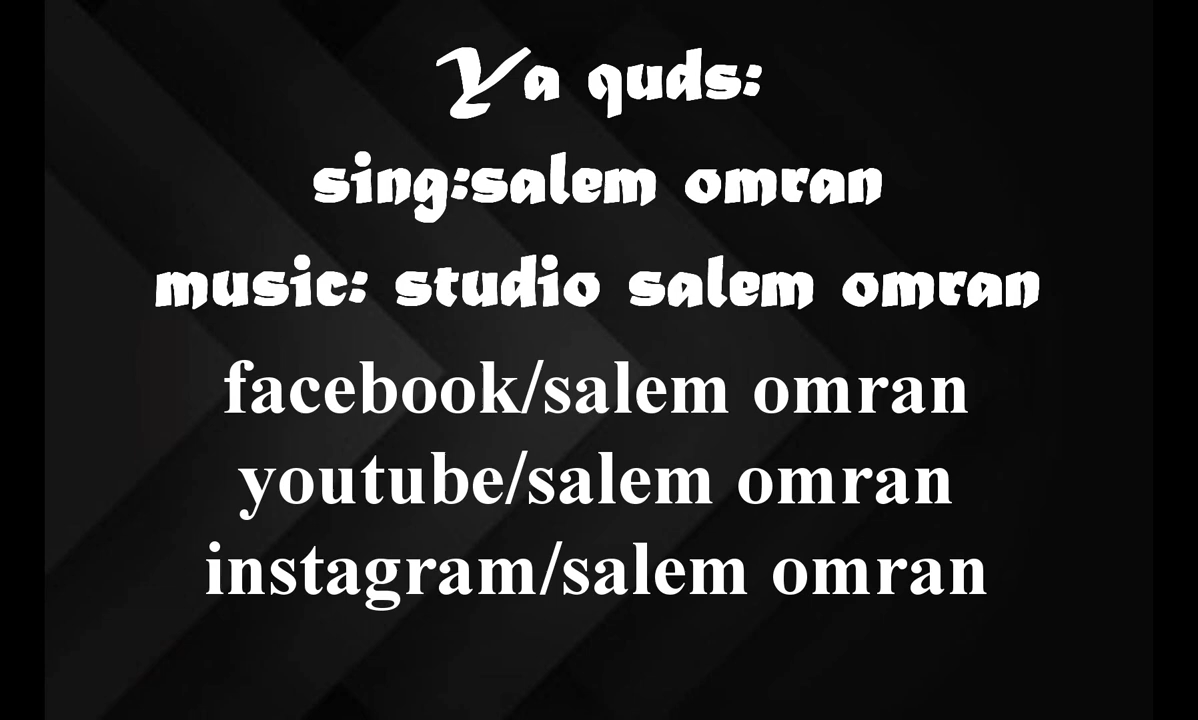 Ya quds:
sing:salem omran
music: studio salem omran
facebook/salem omran
youtube/salem omran
instagram/salem omran